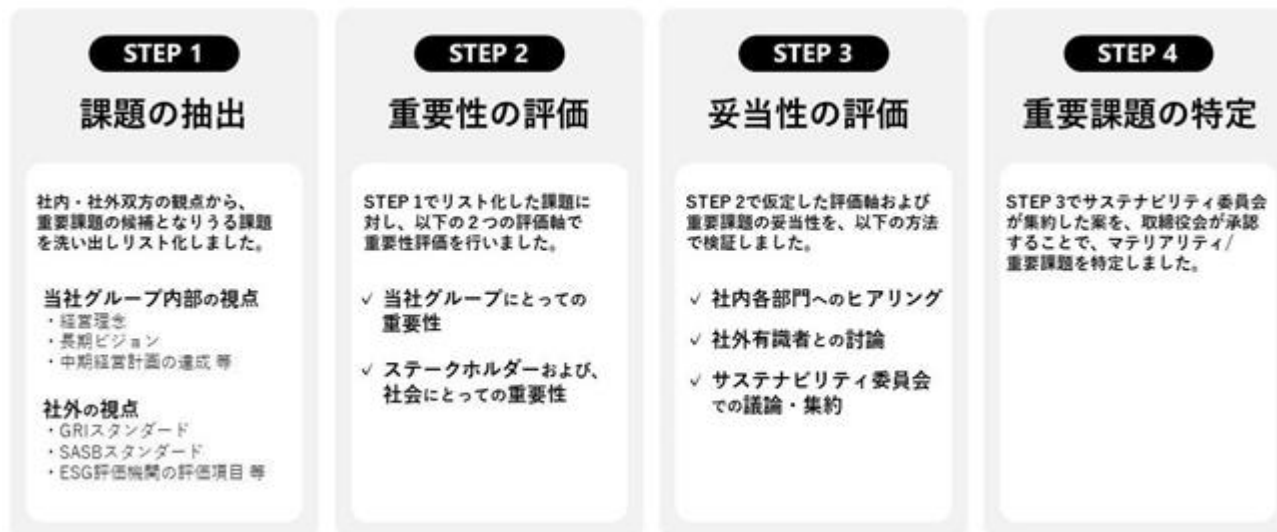 STEP 1
課題の抽出
社内・社外双方の観点から、
重要課題の候補となりうる課題
を洗い出しリスト化しました。
当社グループ内部の視点
・経営理念
・長期ビジョン
・中期経営計画の達成 等
社外の視点
・GRIスタンダード
・SASBスタンダード
・ESG評価機関の評価項目 等
STEP 2
重要性の評価
STEP 1でリスト化した課題に
対し、以下の2つの評価軸で
重要性評価を行いました。
✓ 当社グループにとっての
重要性
✓ ステークホルダーおよび、
社会にとっての重要性
STEP 3
妥当性の評価
STEP 2で仮定した評価軸および
重要課題の妥当性を、以下の方法
で検証しました。
✓ 社内各部門へのヒアリング
✓ 社外有識者との討論
✓ サステナビリティ委員会
での議論・集約
STEP 4
重要課題の特定
STEP 3でサステナビリティ委員会
が集約した案を、取締役会が承認
することで、マテリアリティ/
重要課題を特定しました。